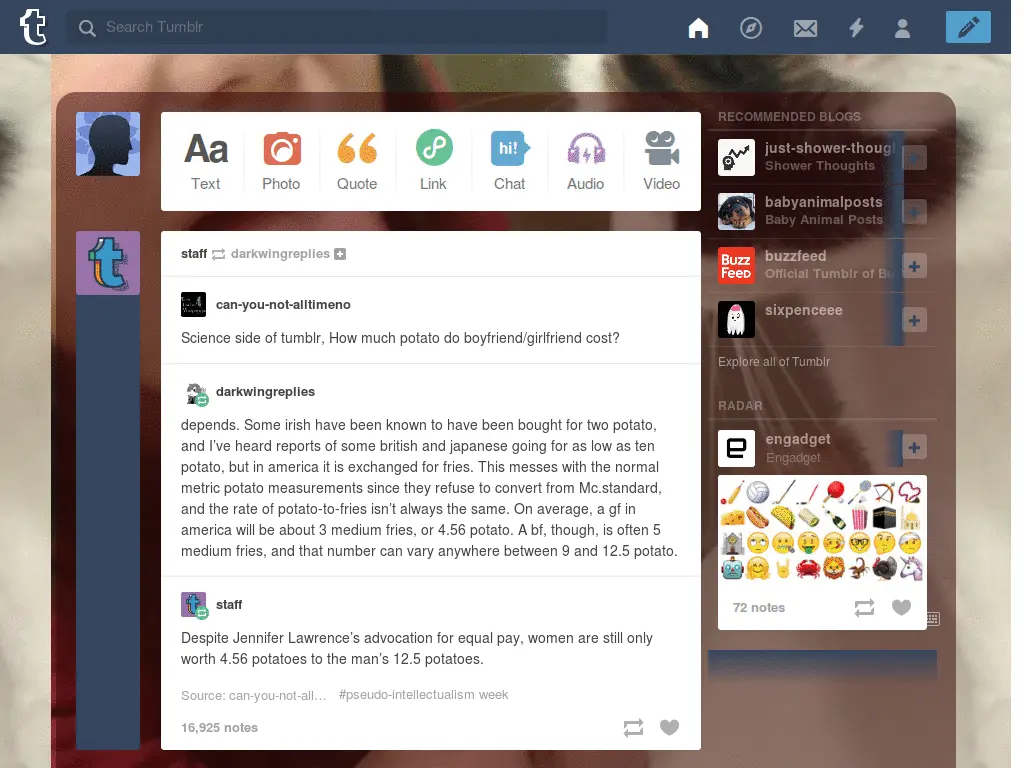 Search Tumblr
Aa
hi!
Text
Photo
Quote
Link
Chat
Audio
Video
staff darkwingreplies
can-you-not-alltimeno
Science side of tumblr, How much potato do boyfriend/girlfriend cost?
darkwingreplies
depends. Some irish have been known to have been bought for two potato,
and I've heard reports of some british and japanese going for as low as ten
potato, but in america it is exchanged for fries. This messes with the normal
metric potato measurements since they refuse to convert from Mc.standard,
and the rate of potato-to-fries isn't always the same. On average, a gf in
america will be about 3 medium fries, or 4.56 potato. A bf, though, is often 5
medium fries, and that number can vary anywhere between 9 and 12.5 potato.
staff
Despite Jennifer Lawrence's advocation for equal pay, women are still only
worth 4.56 potatoes to the man's 12.5 potatoes.
Source: can-you-not-all… #pseudo-intellectualism week
16,925 notes
RECOMMENDED BLOGS
just-shower-though
Shower Thoughts
babyanimalposts
Baby Animal Posts
BuzzFeed
buzzfeed
Official Tumblr of Bu
sixpenceee
Explore all of Tumblr
RADAR
engadget
Engadget
72 notes